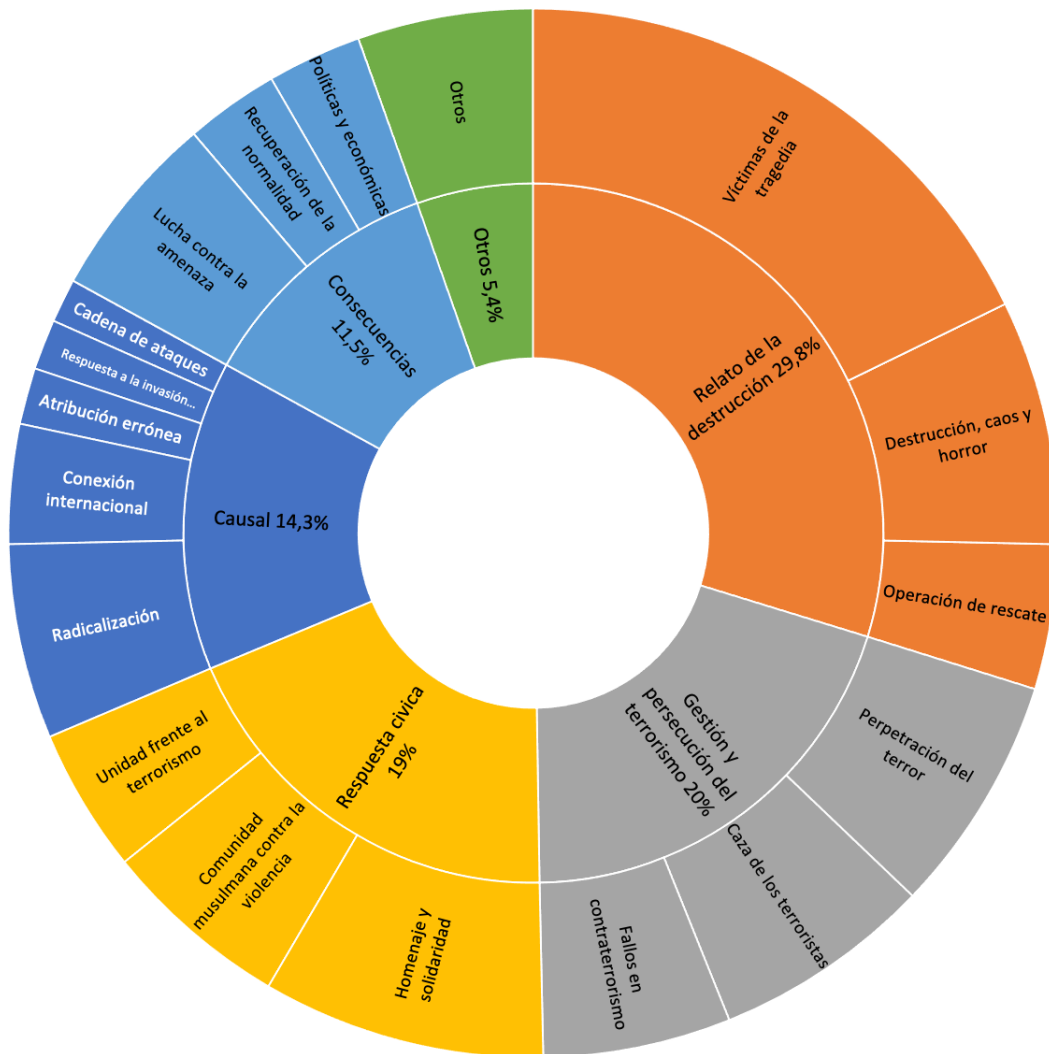 Otros
Víctimas de la
tragedia
Destrucción, caos y
horror
Operación de rescate
Relato de la
destrucción 29,8%
Perpetración del
terror
Caza de los terroristas
Fallos en
contraterrorismo
Gestión y
persecución del
terrorismo 20%
Homenaje y
solidaridad
Comunidad
musulmana contra la
violencia
Unidad frente al
terrorismo
Respuesta cívica
19%
Radicalización
Conexión
internacional
Atribución errónea
Respuesta a la invasión...
Cadena de ataques
Causal 14,3%
Lucha contra la
amenaza
Recuperación de la
normalidad
Políticas y económicas
Consecuencias
11,5%
Otros 5,4%